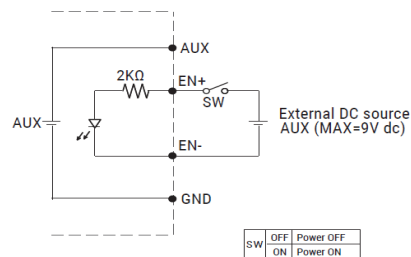 AUX
2KΩ
EN+
SW
External DC source
AUX (MAX=9V dc)
AUX
EN-
GND
SW
OFF Power OFF
ON Power ON